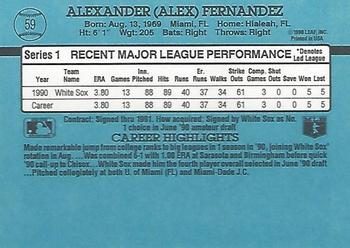 59
ALEXANDER (ALEX) FERNANDEZ
Born: Aug. 13, 1969 Miami, FL Home: Hialeah, FL
Ht: 6' 1" Wgt: 205 Bats: Right Throws: Right
© 1990 LEAF, INC.
PRINTED IN USA
Series 1 RECENT MAJOR LEAGUE PERFORMANCE *Denotes Led League
Year Team Name ERA Games Inn. Pitched Hits Er. Runs Walks Strike Outs Comp. Games Shut Outs Saves Won Lost
1990 White Sox 3.80 13 88 89 40 37 34 61 3 0 0 5 5
Career 3.80 13 88 89 40 37 34 61 3 0 0 5 5
Contract: Signed thru 1991. How acquired: Signed by White Sox as No.
1 choice in June '90 amateur draft
CAREER HIGHLIGHTS
Made remarkable jump from college ranks to big leagues in 1 season in '90, joining White Sox'
rotation in Aug. ...Was combined 6-1 with 1.09 ERA at Sarasota and Birmingham before quick
'90 call-up to Chisox... White Sox made him the fourth player overall selected in June '90 draft
...Pitched collegiately at both U. of Miami (FL) and Miami-Dade J.C.